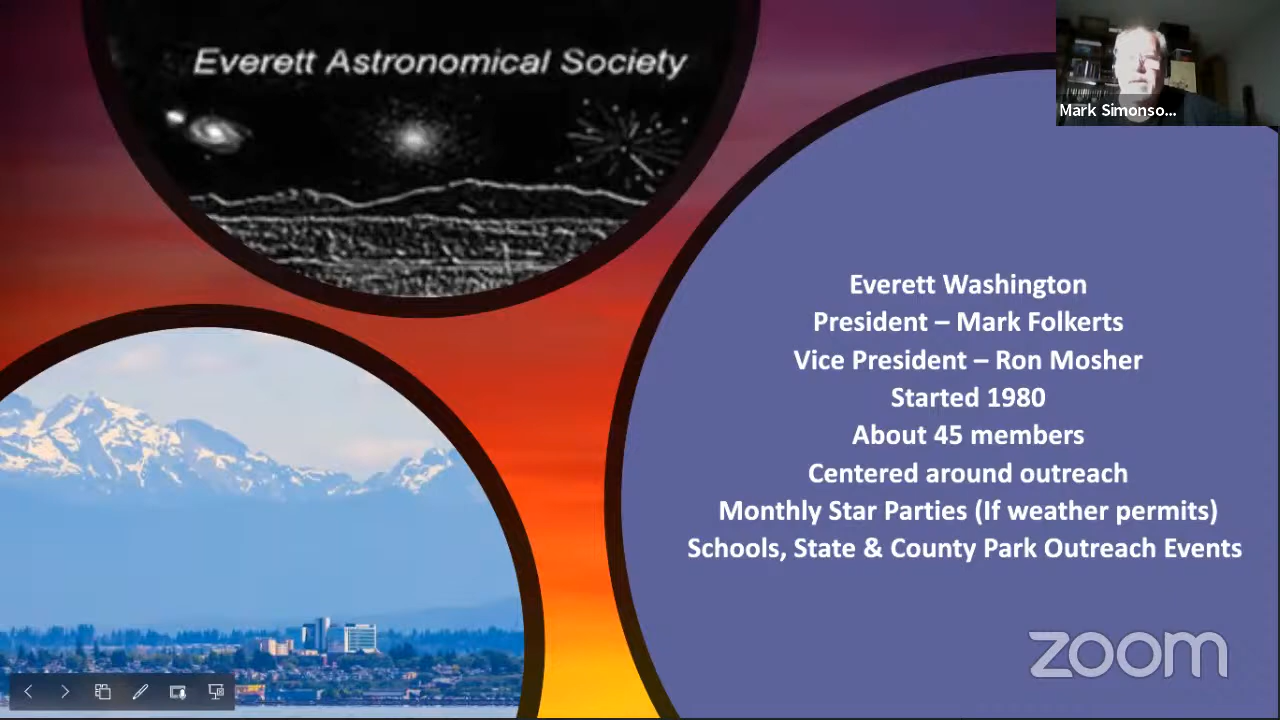 Everett Astronomical Society
Mark Simonso...
Everett Washington
President – Mark Folkerts
Vice President – Ron Mosher
Started 1980
About 45 members
Centered around outreach
Monthly Star Parties (If weather permits)
Schools, State & County Park Outreach Events
zoom